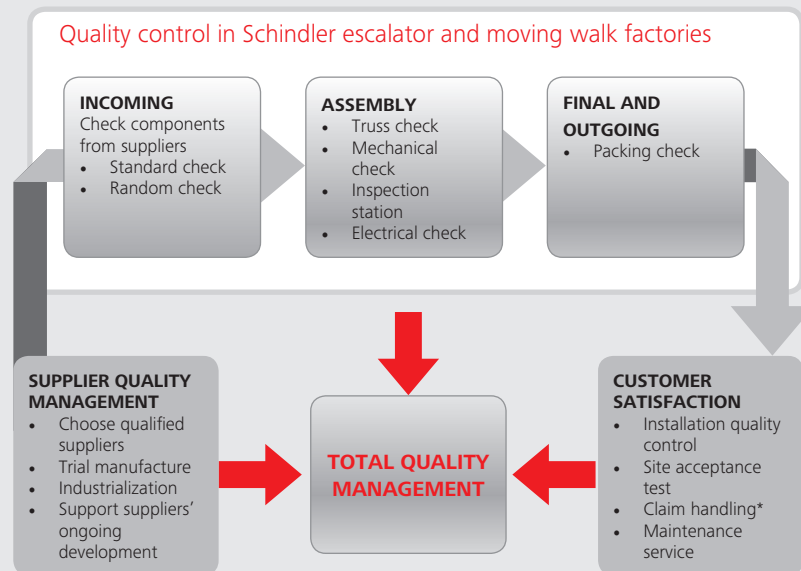 Quality control in Schindler escalator and moving walk factories
INCOMING
Check components
from suppliers
• Standard check
• Random check
ASSEMBLY
• Truss check
• Mechanical
check
• Inspection
station
• Electrical check
FINAL AND
OUTGOING
• Packing check
SUPPLIER QUALITY
MANAGEMENT
• Choose qualified
suppliers
• Trial manufacture
• Industrialization
• Support suppliers’
ongoing
development
TOTAL QUALITY
MANAGEMENT
CUSTOMER
SATISFACTION
• Installation quality
control
• Site acceptance
test
• Claim handling*
• Maintenance
service